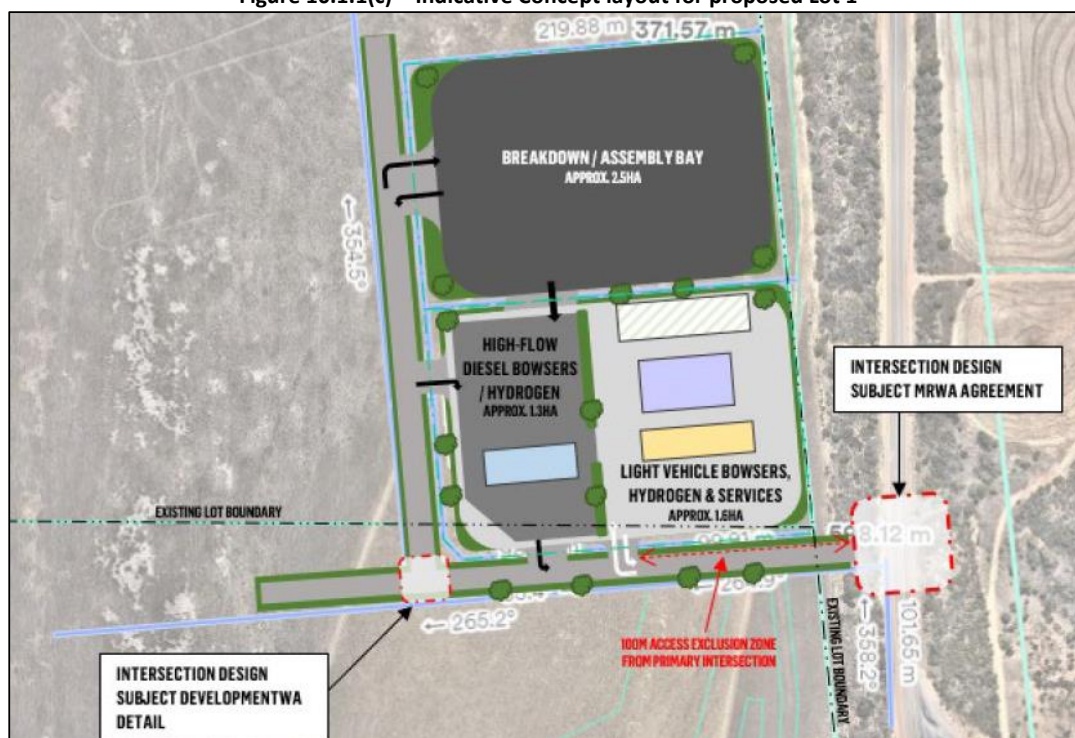 Figure 10.1.1(c) – Indicative Concept layout for proposed Lot 1
219.88 m 371.57 m
BREAKDOWN / ASSEMBLY BAY
APPROX. 2.5HA
←354.5°
HIGH-FLOW
DIESEL BOWSERS
/ HYDROGEN
APPROX. 1.3HA
INTERSECTION DESIGN
SUBJECT MRWA AGREEMENT
LIGHT VEHICLE BOWSERS,
HYDROGEN & SERVICES
APPROX. 1.6HA
EXISTING LOT BOUNDARY
99.81 m
8.12 m
←265.2°
100M ACCESS EXCLUSION ZONE
FROM PRIMARY INTERSECTION
EXISTING LOT BOUNDARY
←358.2°
101.65 m
INTERSECTION DESIGN
SUBJECT DEVELOPMENTWA
DETAIL